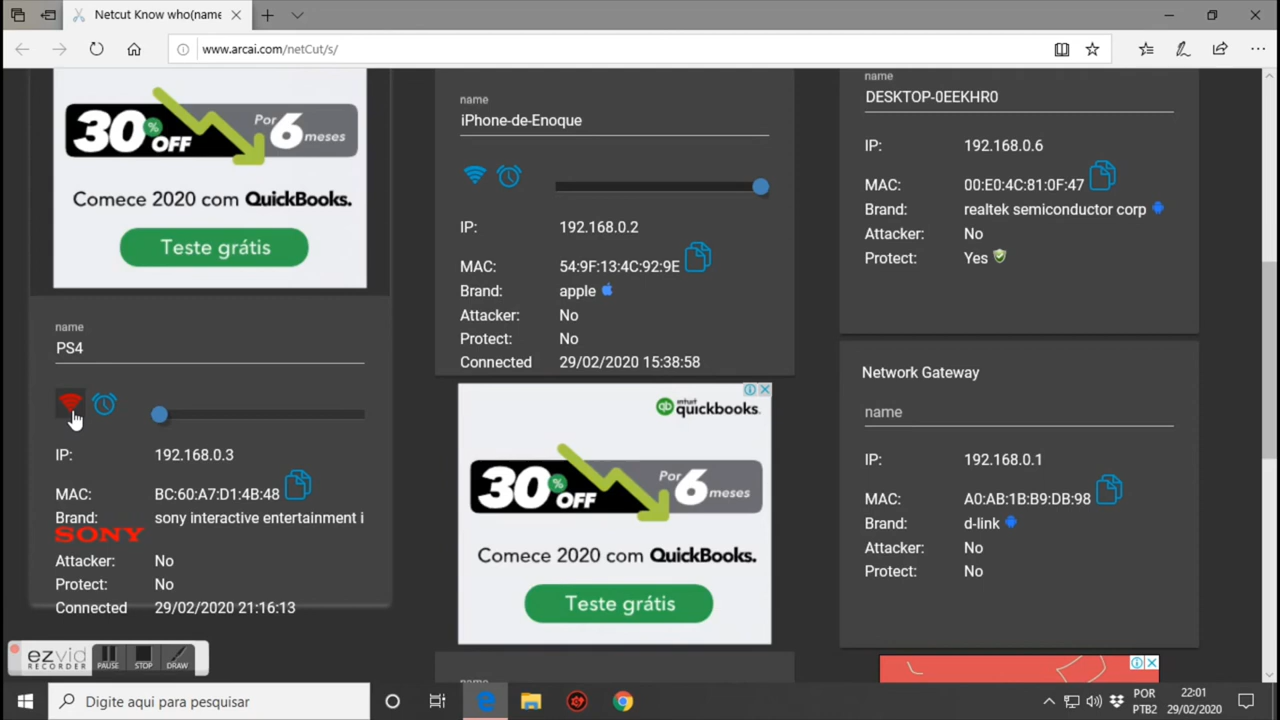 Netcut Know who(name
www.arcai.com/netCut/s/
30% OFF Por 6 meses
Comece 2020 com QuickBooks.
Teste grátis
name
PS4
IP: 192.168.0.3
MAC: BC:60:A7:D1:4B:48
Brand: sony interactive entertainment i
SONY
Attacker: No
Protect: No
Connected 29/02/2020 21:16:13
name
iPhone-de-Enoque
IP: 192.168.0.2
MAC: 54:9F:13:4C:92:9E
Brand: apple
Attacker: No
Protect: No
Connected 29/02/2020 15:38:58
intuit
quickbooks.
30% OFF Por 6 meses
Comece 2020 com QuickBooks.
Teste grátis
name
DESKTOP-0EEKHR0
IP: 192.168.0.6
MAC: 00:E0:4C:81:0F:47
Brand: realtek semiconductor corp
Attacker: No
Protect: Yes
Network Gateway
name
IP: 192.168.0.1
MAC: A0:AB:1B:B9:DB:98
Brand: d-link
Attacker: No
Protect: No
ezvid
RECORDER
PAUSE STOP DRAW
Digite aqui para pesquisar
POR
PTB2
22:01
29/02/2020